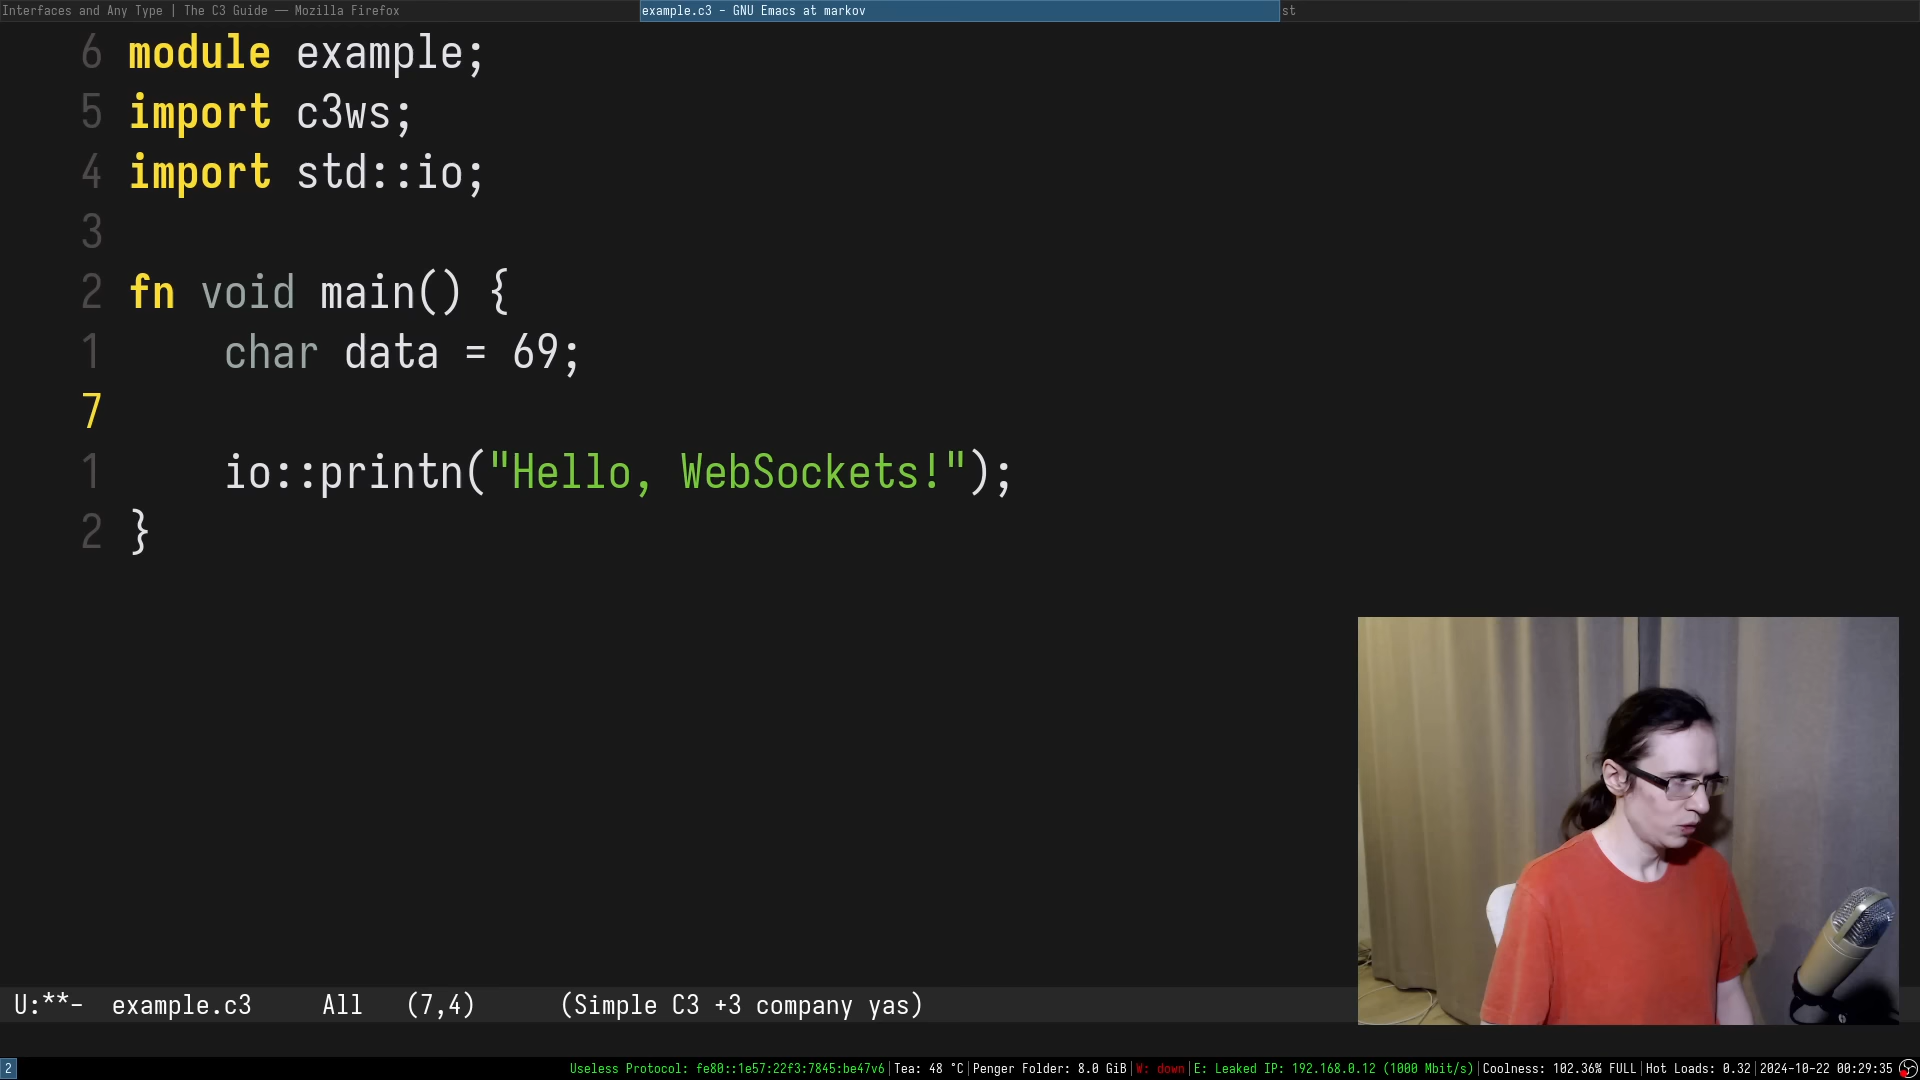 Interfaces and Any Type | The C3 Guide — Mozilla Firefox
example.c3 - GNU Emacs at markov
st
6 module example;
5 import c3ws;
4 import std::io;
3
2 fn void main() {
1 char data = 69;
7
1 io::printn("Hello, WebSockets!");
2 }
U:**- example.c3 All (7,4) (Simple C3 +3 company yas)
2
Useless Protocol: fe80::1e57:22f3:7845:be47v6|Tea: 48 °C|Penger Folder: 8.0 GiB|W: down|E: Leaked IP: 192.168.0.12 (1000 Mbit/s)|Coolness: 102.36% FULL|Hot Loads: 0.32|2024-10-22 00:29:35